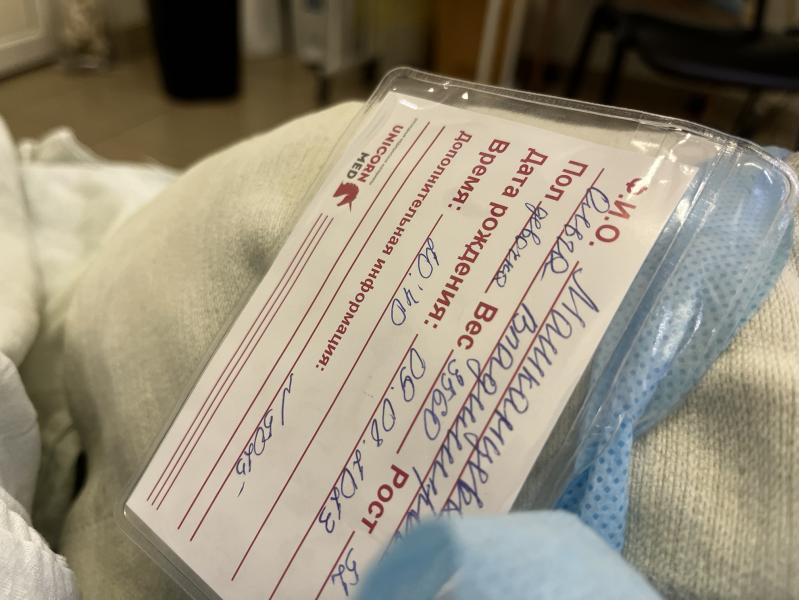 Ф.И.О.
Пол девочка Вес 3560 Рост 52
Дата рождения: 09.08.2023
Время: 20:40
Дополнительная информация:
UNICORN
MED